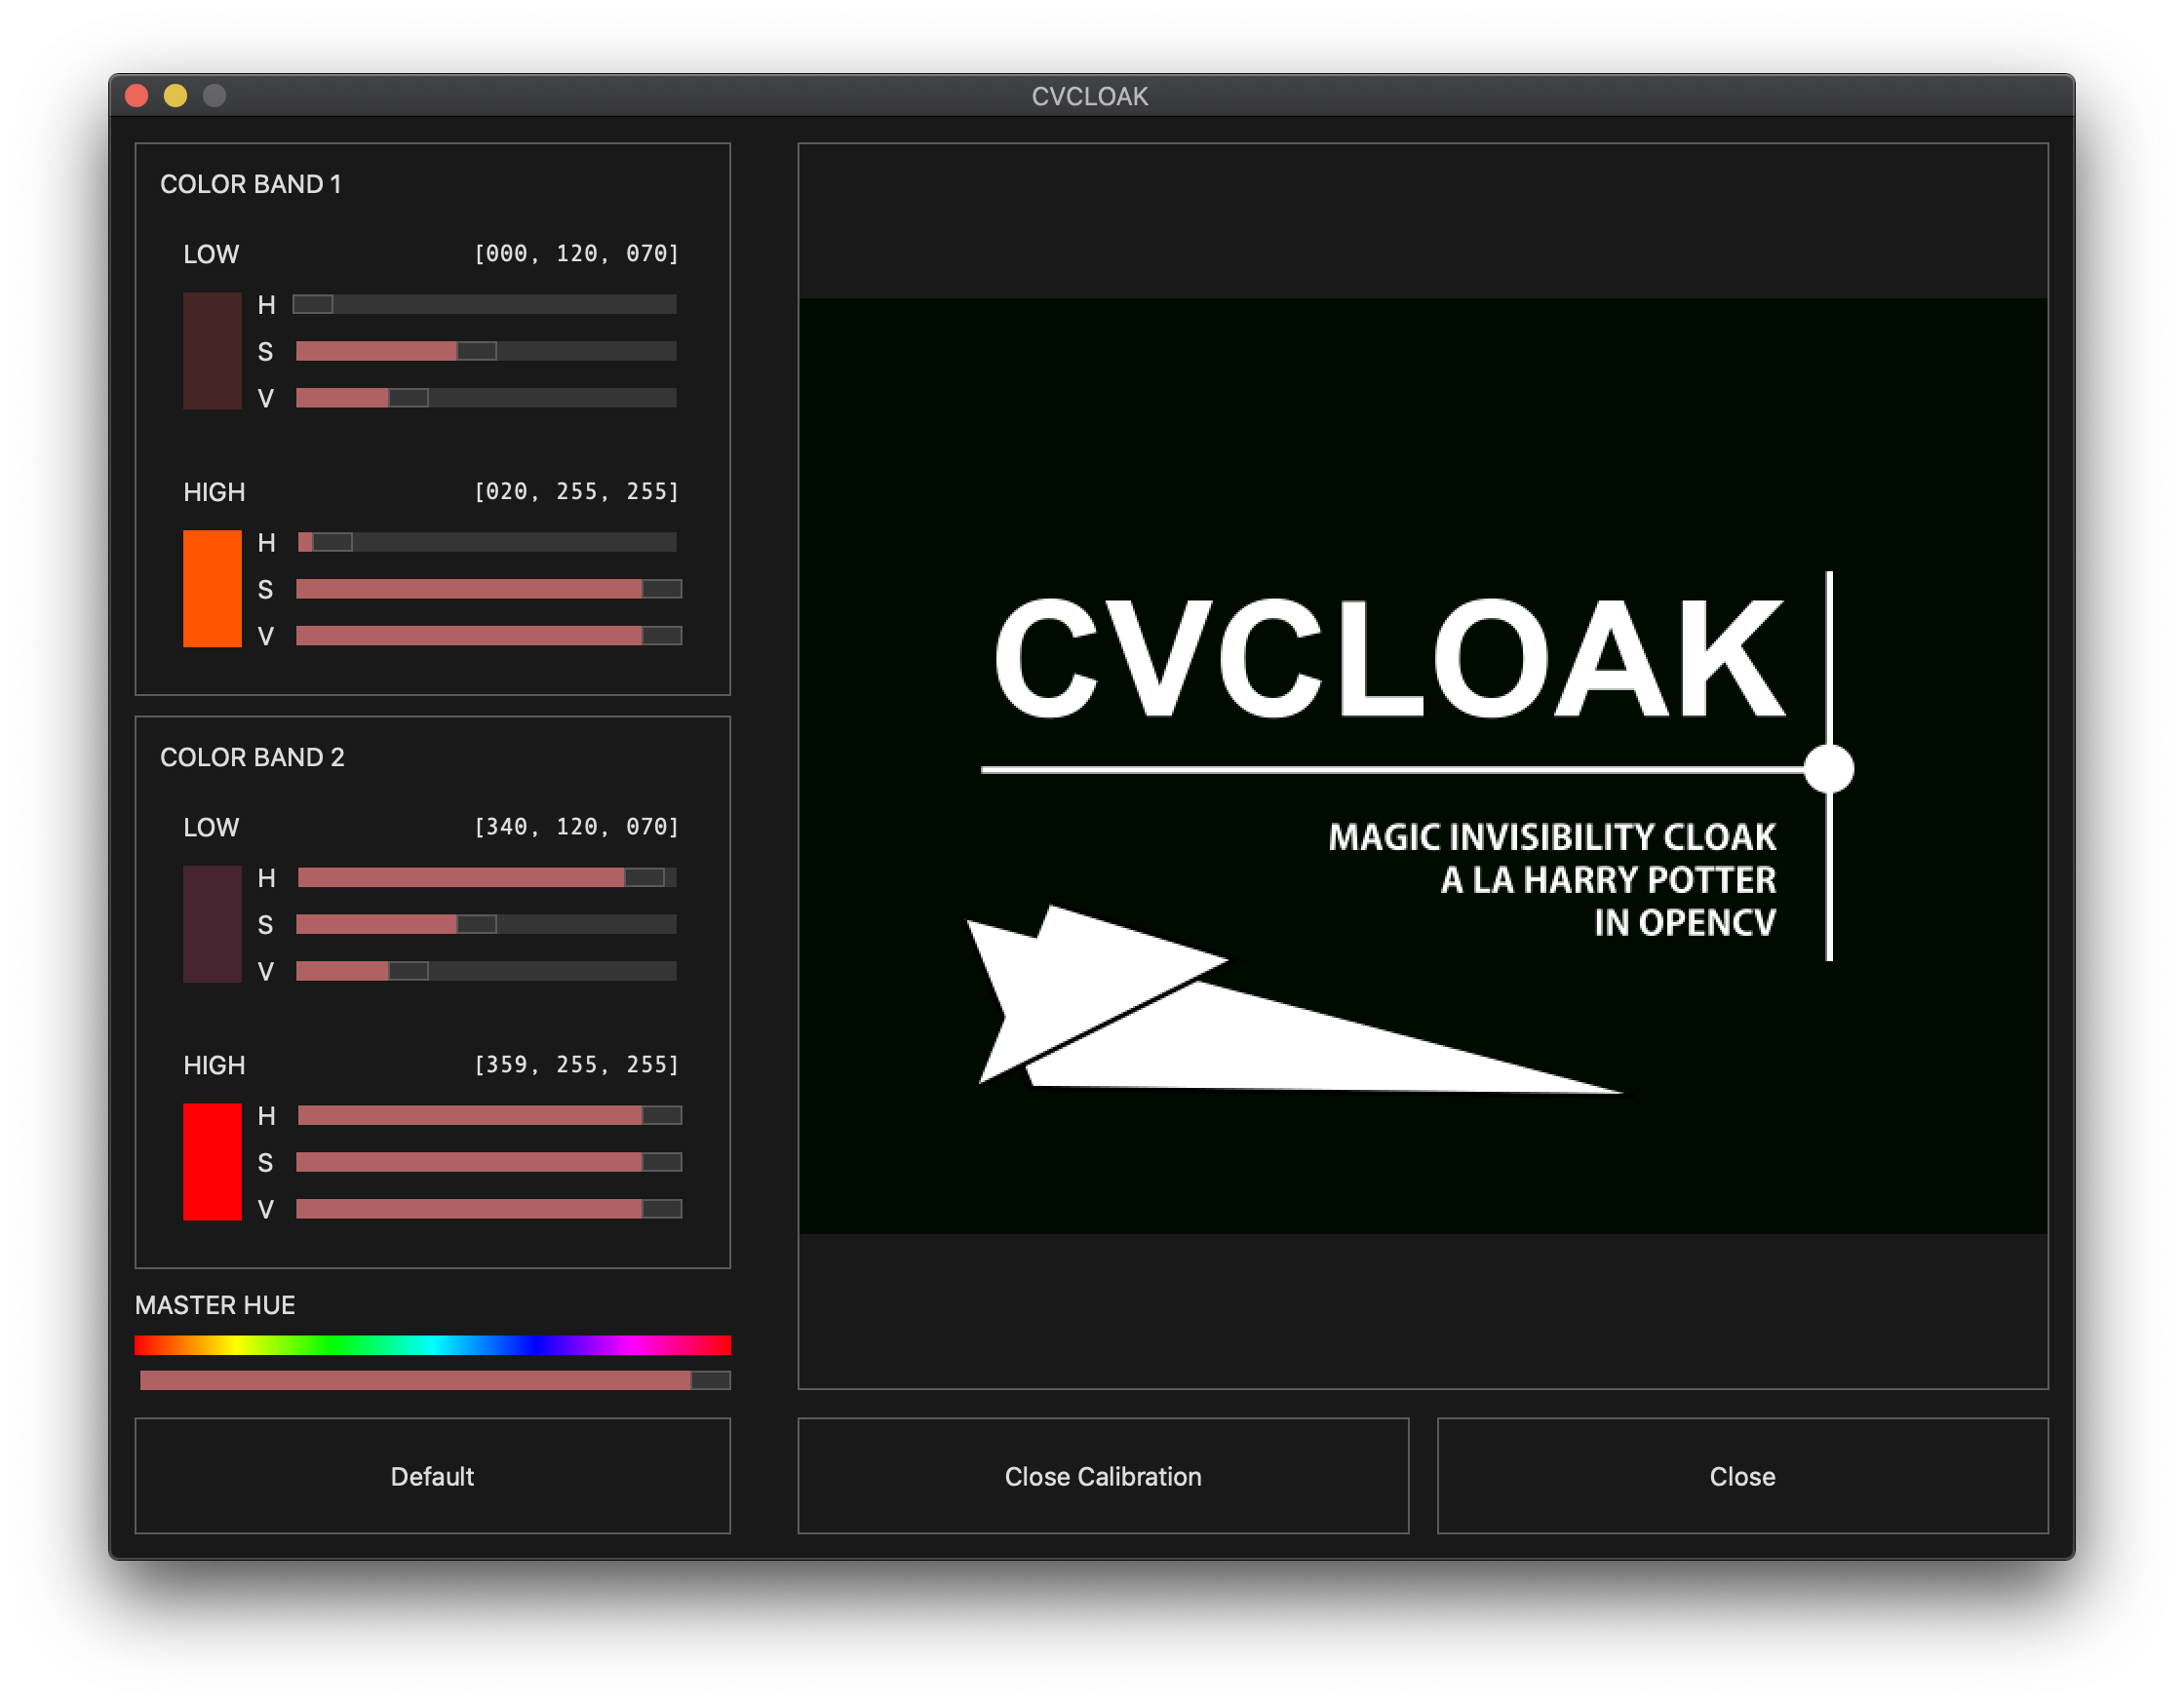 CVCLOAK
COLOR BAND 1
LOW [000, 120, 070]
H
S
V
HIGH [020, 255, 255]
H
S
V
COLOR BAND 2
LOW [340, 120, 070]
H
S
V
HIGH [359, 255, 255]
H
S
V
MASTER HUE
Default
CVCLOAK
MAGIC INVISIBILITY CLOAK
A LA HARRY POTTER
IN OPENCV
Close Calibration
Close